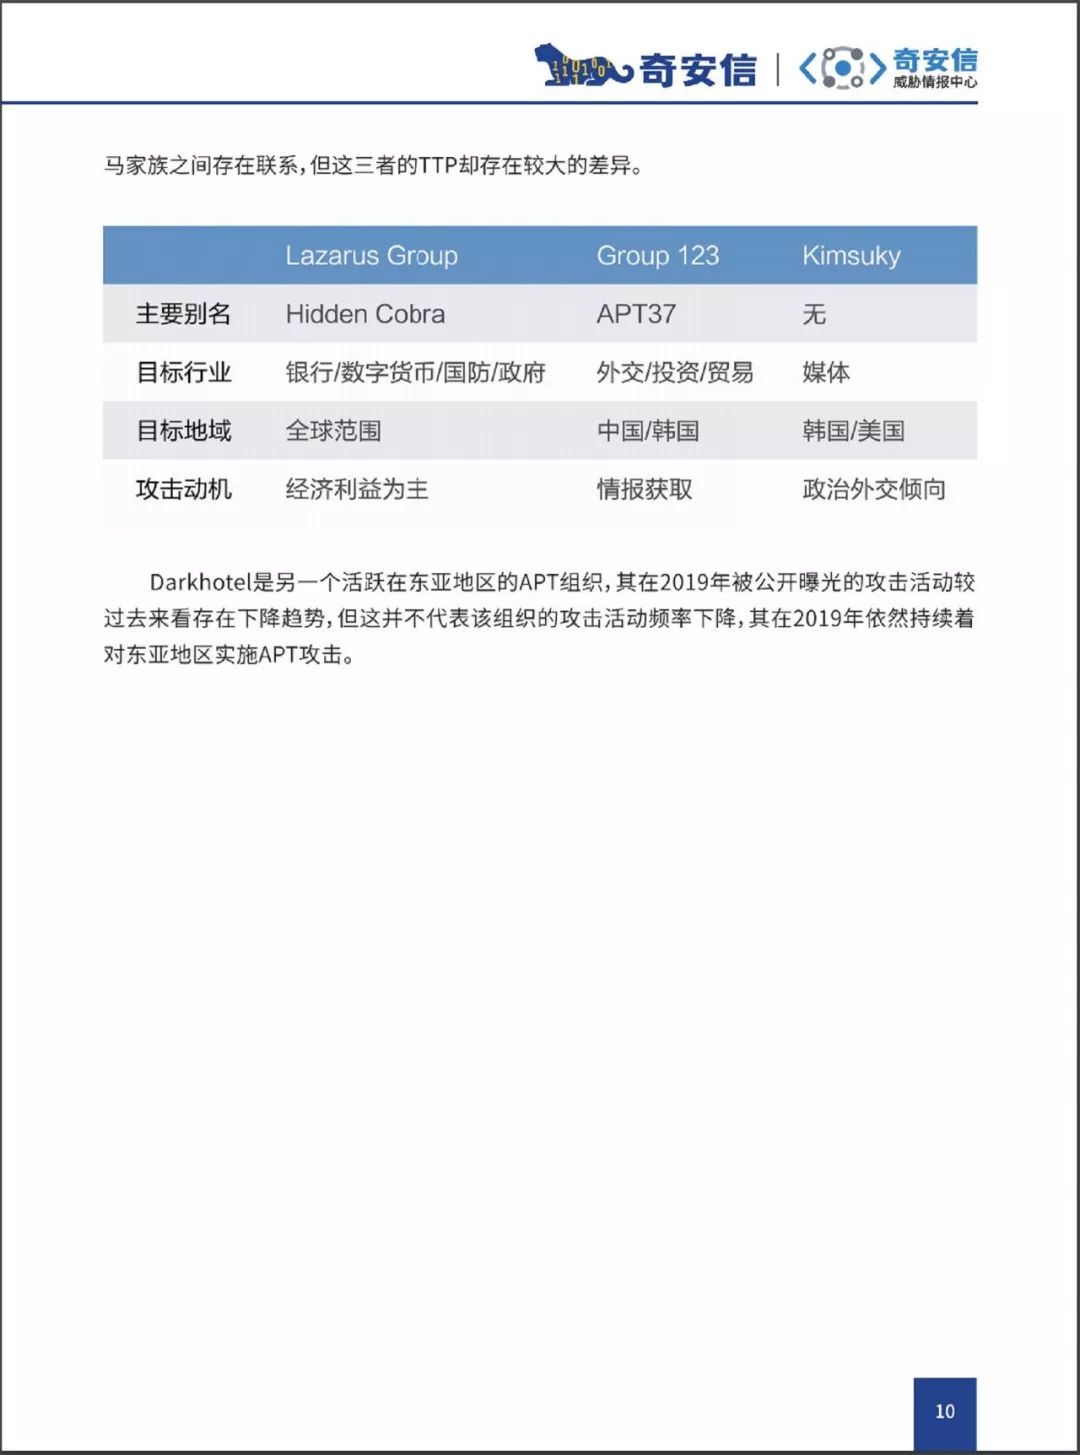 奇安信 | 奇安信
威胁情报中心
马家族之间存在联系,但这三者的TTP却存在较大的差异。
Lazarus Group Group 123 Kimsuky
主要别名 Hidden Cobra APT37 无
目标行业 银行/数字货币/国防/政府 外交/投资/贸易 媒体
目标地域 全球范围 中国/韩国 韩国/美国
攻击动机 经济利益为主 情报获取 政治外交倾向
Darkhotel是另一个活跃在东亚地区的APT组织,其在2019年被公开曝光的攻击活动较
过去来看存在下降趋势,但这并不代表该组织的攻击活动频率下降,其在2019年依然持续着
对东亚地区实施APT攻击。
10